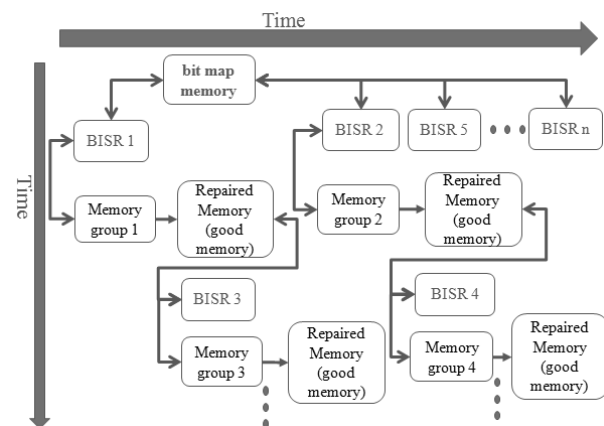 Time
bit map
memory
BISR 1
BISR 2
BISR 5
BISR n
Time
Memory
group 1
Repaired
Memory
(good
memory)
Memory
group 2
Repaired
Memory
(good
memory)
BISR 3
BISR 4
Memory
group 3
Repaired
Memory
(good
memory)
Memory
group 4
Repaired
Memory
(good
memory)